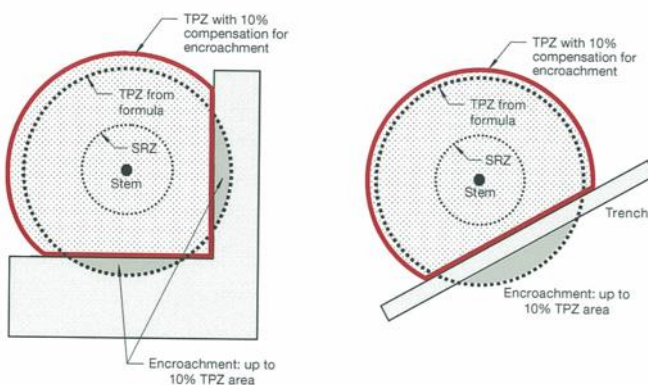 TPZ with 10%
compensation for
encroachment
TPZ from
formula
SRZ
Stem
Encroachment: up to
10% TPZ area
TPZ with 10%
compensation for
encroachment
TPZ from
formula
SRZ
Stem
Trench
Encroachment: up to
10% TPZ area